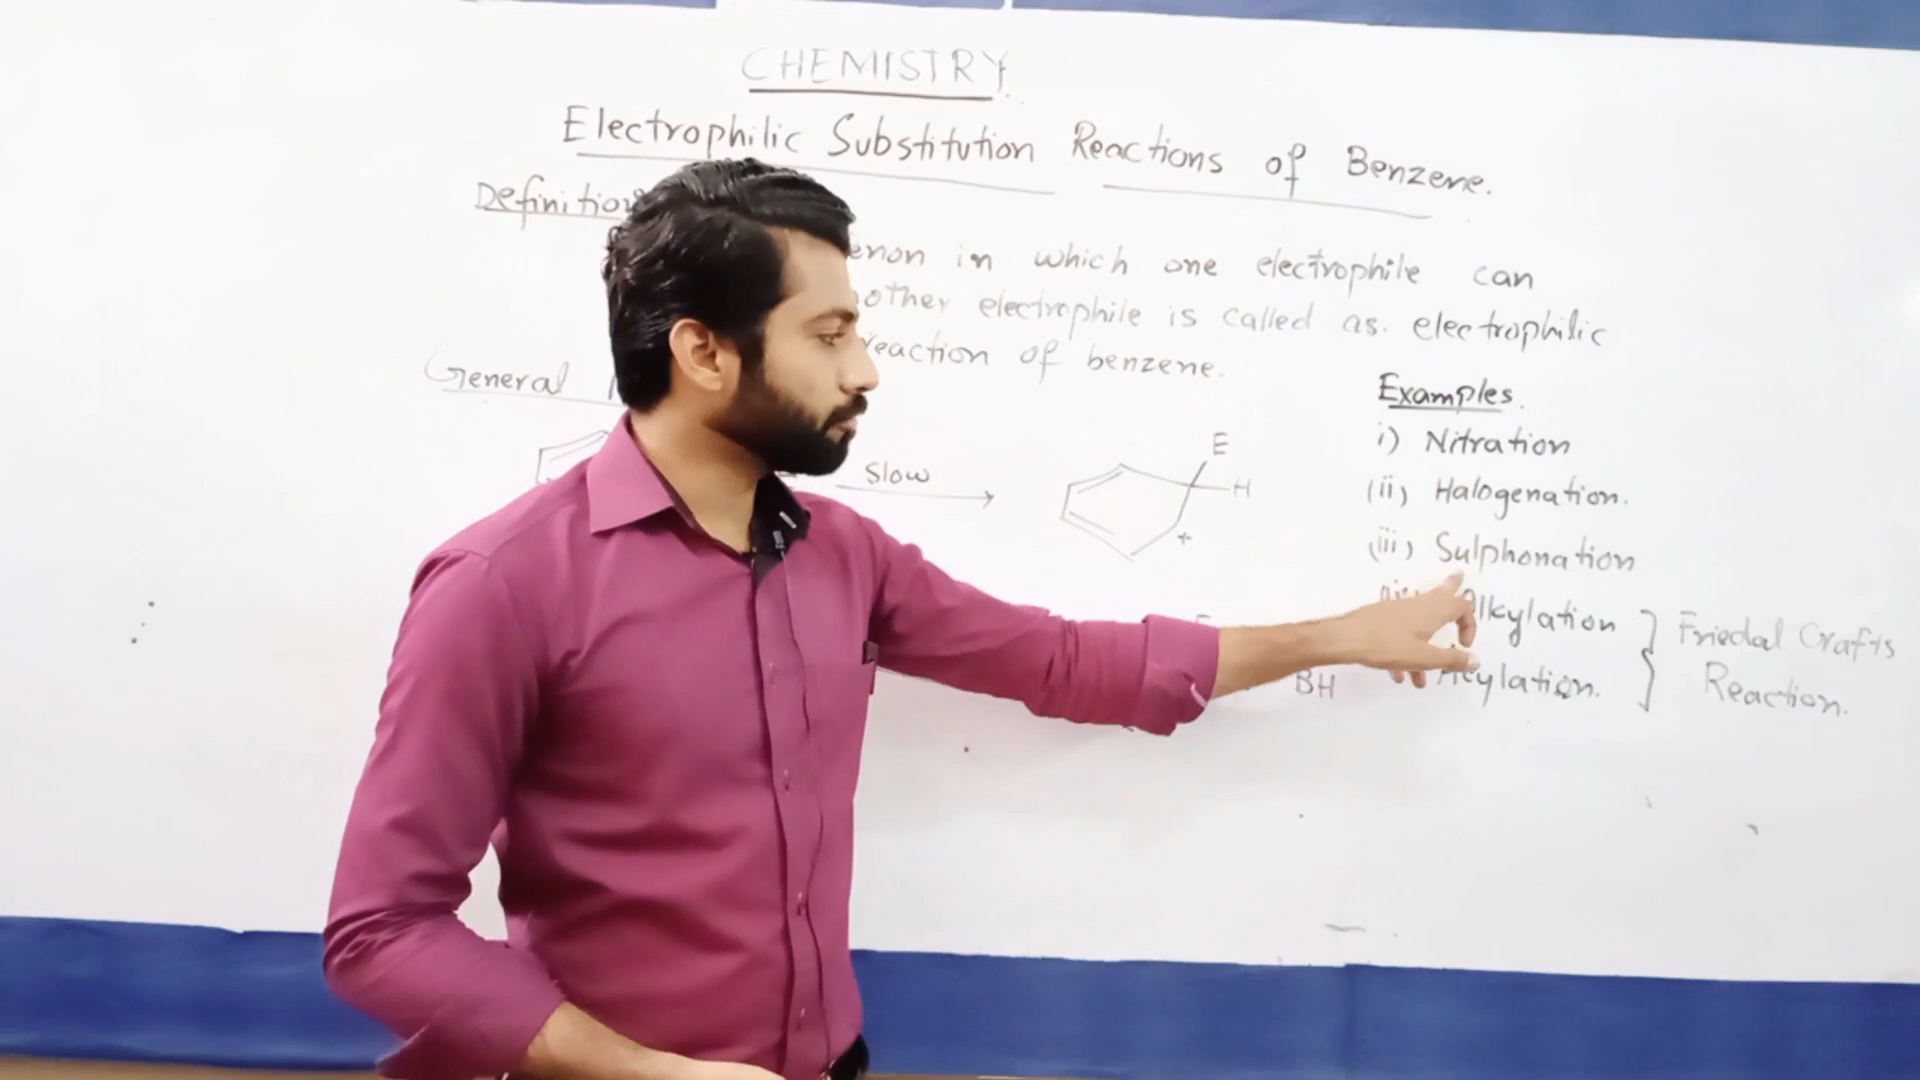 CHEMISTRY.
Electrophilic Substitution Reactions of Benzene.
Definition
enon in which one electrophile can
other electrophile is called as. electrophilic
reaction of benzene.
General
Slow
E
H
+
Examples.
i) Nitration
(ii) Halogenation.
(iii) Sulphonation
Alkylation
Acylation.
} Friedal Crafts
Reaction.
BH